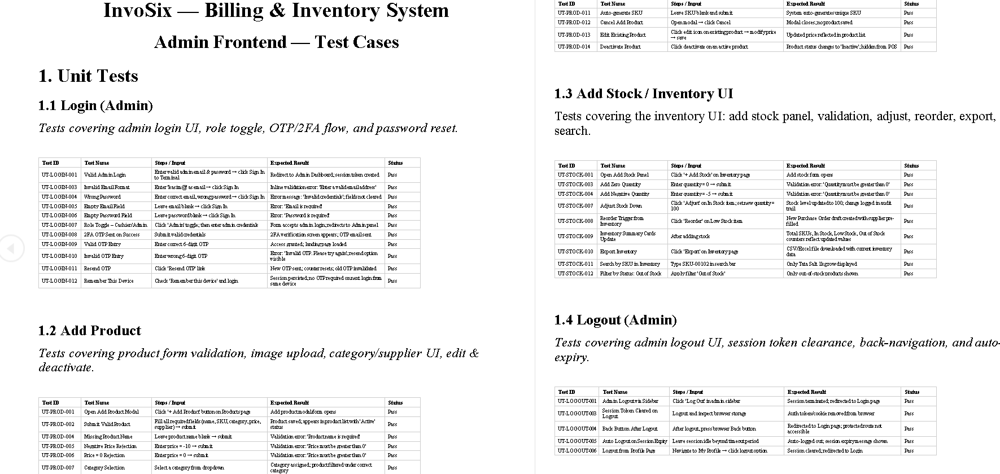 InvoSix — Billing & Inventory System
Admin Frontend — Test Cases
1. Unit Tests
1.1 Login (Admin)
Tests covering admin login UI, role toggle, OTP/2FA flow, and password reset.
Test ID Test Name Steps / Input Expected Result Status
UT-LOGIN-001 Valid Admin Login Enter valid admin email & password → click Sign In to Terminal Redirect to Admin Dashboard; session token created Pass
UT-LOGIN-003 Invalid Email Format Enter 'kasim@' as email → click Sign In Inline validation error: 'Enter a valid email address' Pass
UT-LOGIN-004 Wrong Password Enter correct email, wrong password → click Sign In Error message: 'Invalid credentials'; fields not cleared Pass
UT-LOGIN-005 Empty Email Field Leave email blank → click Sign In Error: 'Email is required' Pass
UT-LOGIN-006 Empty Password Field Leave password blank → click Sign In Error: 'Password is required' Pass
UT-LOGIN-007 Role Toggle – Cashier/Admin Click 'Admin' toggle; then enter admin credentials Form accepts admin login; redirects to Admin panel Pass
UT-LOGIN-008 2FA OTP Sent on Success Submit valid credentials 2FA verification screen appears; OTP email sent Pass
UT-LOGIN-009 Valid OTP Entry Enter correct 6-digit OTP Access granted; landing page loaded Pass
UT-LOGIN-010 Invalid OTP Entry Enter wrong 6-digit OTP Error: 'Invalid OTP. Please try again'; resend option visible Pass
UT-LOGIN-011 Resend OTP Click 'Resend OTP' link New OTP sent; counter resets; old OTP invalidated Pass
UT-LOGIN-012 Remember This Device Check 'Remember this device' and login Session persisted; no OTP required on next login from same device Pass
1.2 Add Product
Tests covering product form validation, image upload, category/supplier UI, edit &
deactivate.
Test ID Test Name Steps / Input Expected Result Status
UT-PROD-001 Open Add Product Modal Click '+ Add Product' button on Products page Add product modal form opens Pass
UT-PROD-002 Submit Valid Product Fill all required fields (name, SKU, category, price, supplier) → submit Product saved; appears in product list with 'Active' status Pass
UT-PROD-004 Missing Product Name Leave product name blank → submit Validation error: 'Product name is required' Pass
UT-PROD-005 Negative Price Rejection Enter price = -10 → submit Validation error: 'Price must be greater than 0' Pass
UT-PROD-006 Price = 0 Rejection Enter price = 0 → submit Validation error: 'Price must be greater than 0' Pass
UT-PROD-007 Category Selection Select a category from dropdown Category assigned; product filtered under correct category Pass
Test ID Test Name Steps / Input Expected Result Status
UT-PROD-011 Auto-generate SKU Leave SKU blank and submit System auto-generates unique SKU Pass
UT-PROD-012 Cancel Add Product Open modal → click Cancel Modal closes; no product saved Pass
UT-PROD-013 Edit Existing Product Click edit icon on existing product → modify price → save Updated price reflected in product list Pass
UT-PROD-014 Deactivate Product Click deactivate on an active product Product status changes to 'Inactive'; hidden from POS Pass
1.3 Add Stock / Inventory UI
Tests covering the inventory UI: add stock panel, validation, adjust, reorder, export,
search.
Test ID Test Name Steps / Input Expected Result Status
UT-STOCK-001 Open Add Stock Panel Click '+ Add Stock' on Inventory page Add stock form opens Pass
UT-STOCK-003 Add Zero Quantity Enter quantity = 0 → submit Validation error: 'Quantity must be greater than 0' Pass
UT-STOCK-004 Add Negative Quantity Enter quantity = -5 → submit Validation error: 'Quantity must be greater than 0' Pass
UT-STOCK-007 Adjust Stock Down Click 'Adjust' on In Stock item; set new quantity = 100 Stock level updated to 100; change logged in audit trail Pass
UT-STOCK-008 Reorder Trigger from Inventory Click 'Reorder' on Low Stock item New Purchase Order draft created with supplier pre-filled Pass
UT-STOCK-009 Inventory Summary Cards Update After adding stock Total SKUs, In Stock, Low Stock, Out of Stock counters reflect updated values Pass
UT-STOCK-010 Export Inventory Click 'Export' on Inventory page CSV/Excel file downloaded with current inventory data Pass
UT-STOCK-011 Search by SKU in Inventory Type SKU-00102 in search bar Only Tata Salt 1kg row displayed Pass
UT-STOCK-012 Filter by Status: Out of Stock Apply filter 'Out of Stock' Only out-of-stock products shown Pass
1.4 Logout (Admin)
Tests covering admin logout UI, session token clearance, back-navigation, and auto-
expiry.
Test ID Test Name Steps / Input Expected Result Status
UT-LOGOUT-001 Admin Logout via Sidebar Click 'Log Out' in admin sidebar Session terminated; redirected to Login page Pass
UT-LOGOUT-003 Session Token Cleared on Logout Logout and inspect browser storage Auth token/cookie removed from browser Pass
UT-LOGOUT-004 Back Button After Logout After logout, press browser Back button Redirected to Login page; protected route not accessible Pass
UT-LOGOUT-005 Auto Logout on Session Expiry Leave session idle beyond timeout period Auto-logged out; session expiry message shown Pass
UT-LOGOUT-006 Logout from Profile Page Navigate to My Profile → click logout option Session cleared; redirected to Login Pass